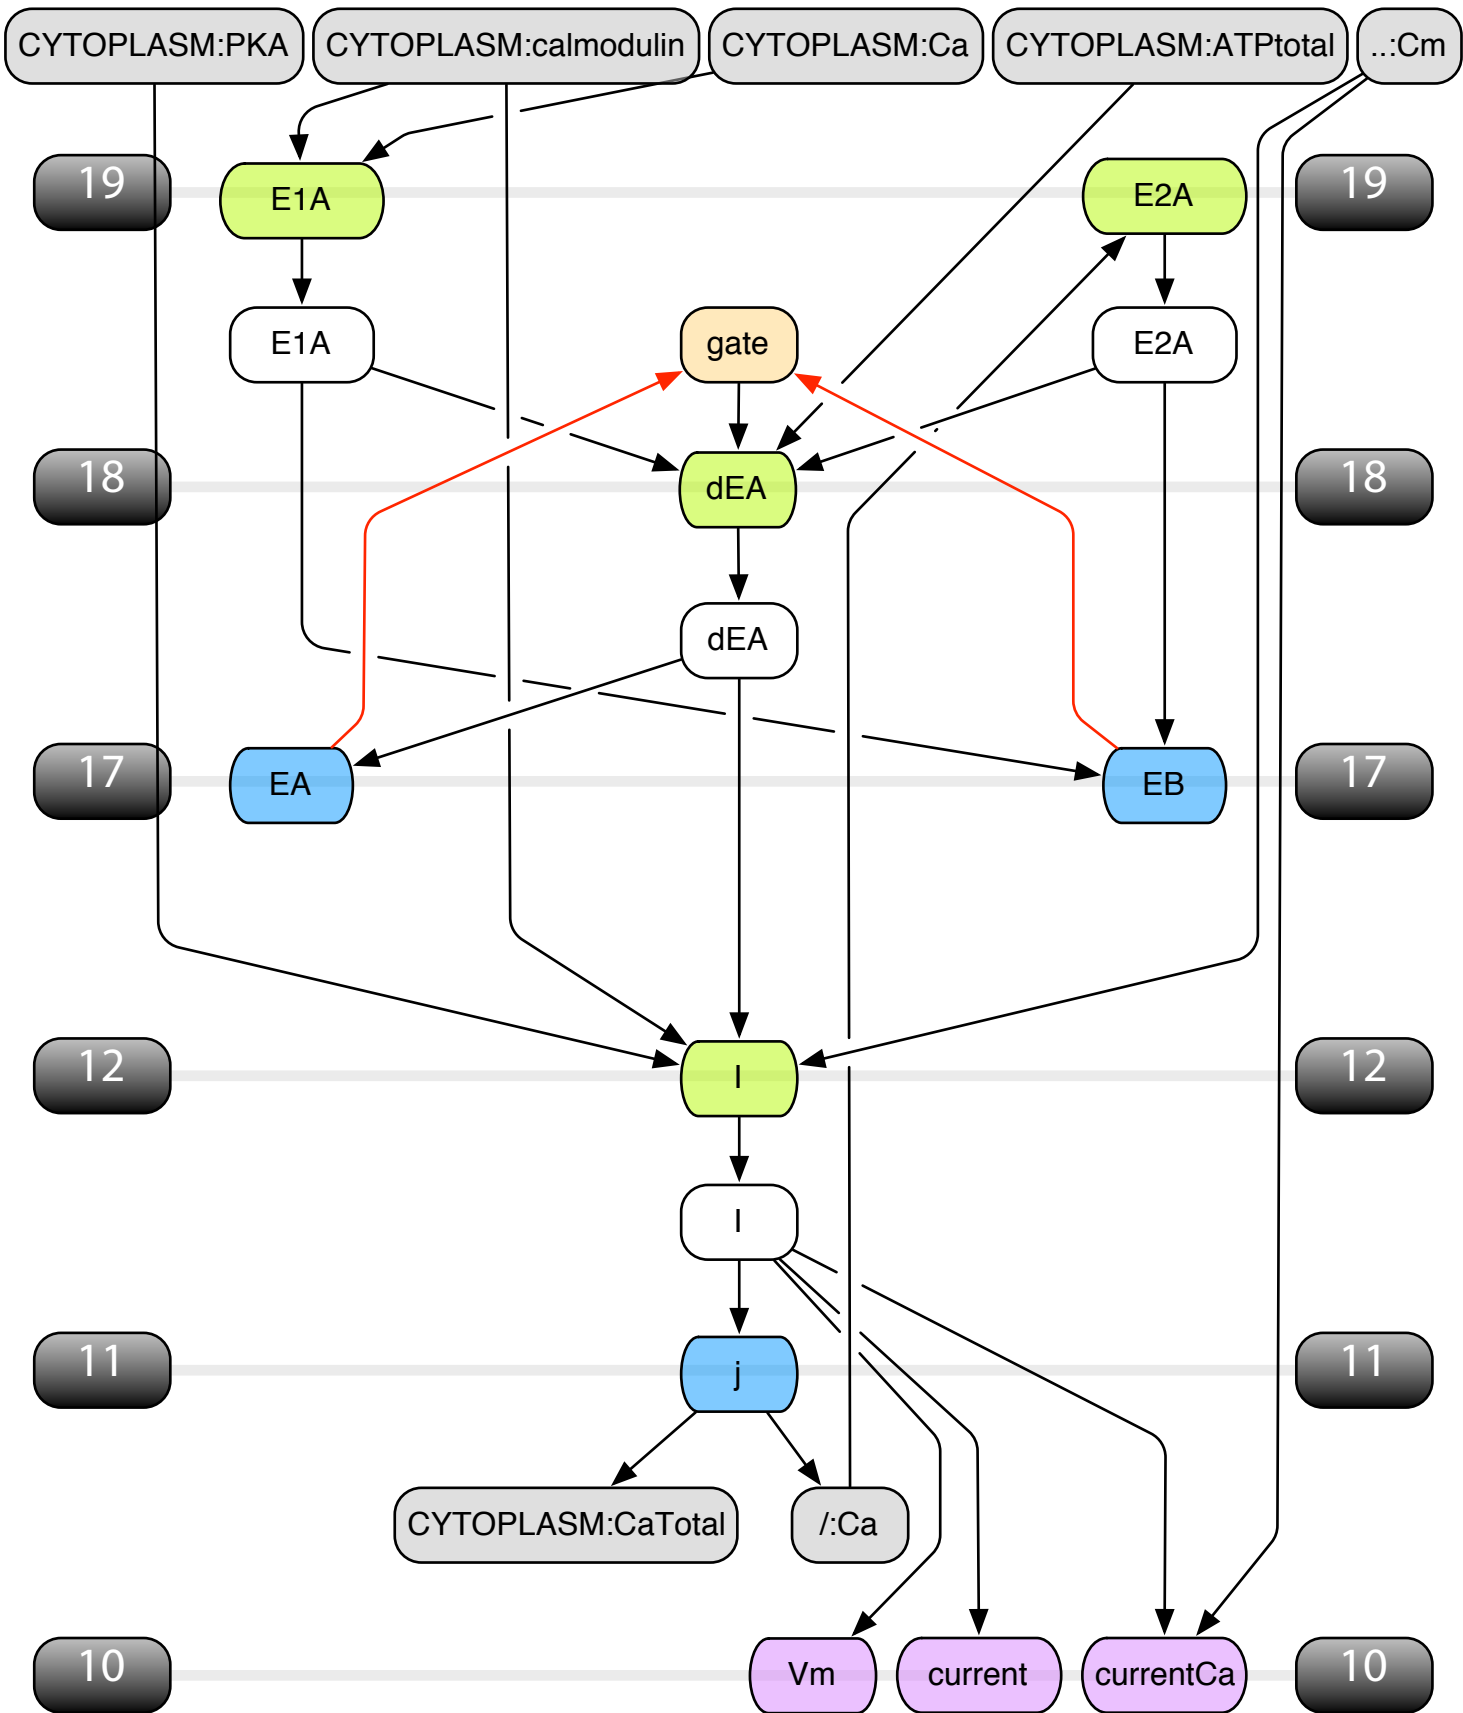 CYTOPLASM:PKA CYTOPLASM:calmodulin CYTOPLASM:Ca CYTOPLASM:ATPtotal ..:Cm
19 E1A E2A 19
E1A gate E2A
18 dEA 18
dEA
17 EA EB 17
12 I 12
I
11 j 11
CYTOPLASM:CaTotal /:Ca
10 Vm current currentCa 10